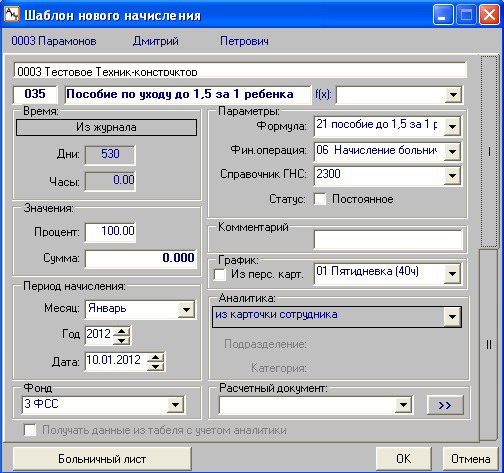 Шаблон нового начисления
0003 Парамонов Дмитрий Петрович
0003 Тестовое Техник-конструктор
035 Пособие по уходу до 1,5 за 1 ребенка f(x):
Время:
Из журнала
Дни: 530
Часы: 0.00
Значения:
Процент: 100.00
Сумма: 0.000
Период начисления:
Месяц: Январь
Год 2012
Дата: 10.01.2012
Фонд
3 ФСС
Параметры:
Формула: 21 пособие до 1,5 за 1 р
Фин.операция: 06 Начисление больнич
Справочник ГНС: 2300
Статус: Постоянное
Комментарий
График:
Из перс. карт. 01 Пятидневка (40ч)
Аналитика:
из карточки сотрудника
Подразделение:
Категория:
Расчетный документ:
>>
I
II
Получать данные из табеля с учетом аналитики
Больничный лист OK Отмена